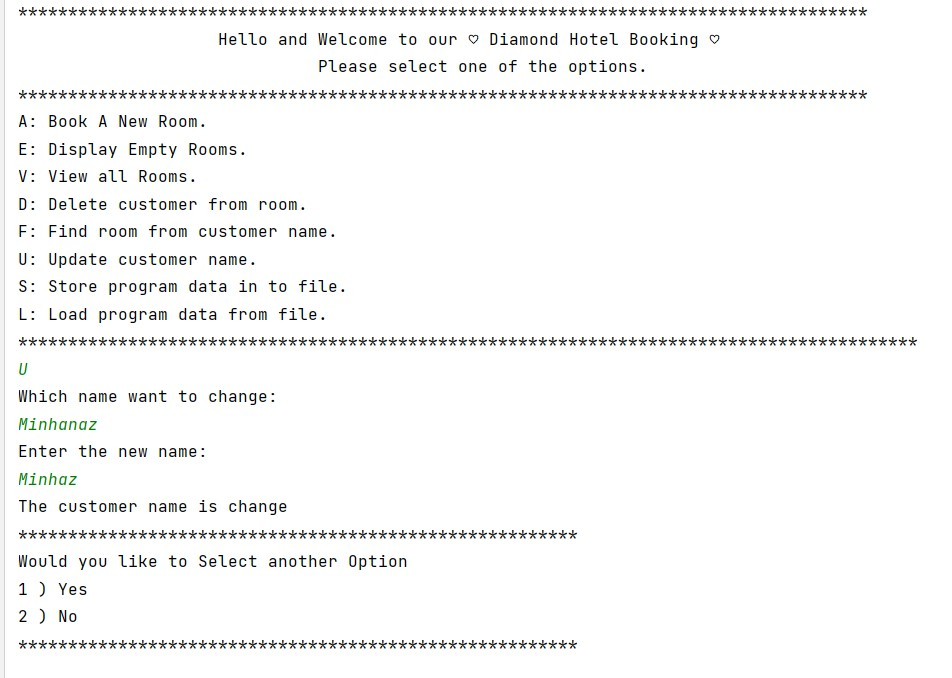 *************************************************************************************
Hello and Welcome to our ♡ Diamond Hotel Booking ♡
Please select one of the options.
*************************************************************************************
A: Book A New Room.
E: Display Empty Rooms.
V: View all Rooms.
D: Delete customer from room.
F: Find room from customer name.
U: Update customer name.
S: Store program data in to file.
L: Load program data from file.
******************************************************************************************
U
Which name want to change:
Minhanaz
Enter the new name:
Minhaz
The customer name is change
********************************************************
Would you like to Select another Option
1 ) Yes
2 ) No
********************************************************